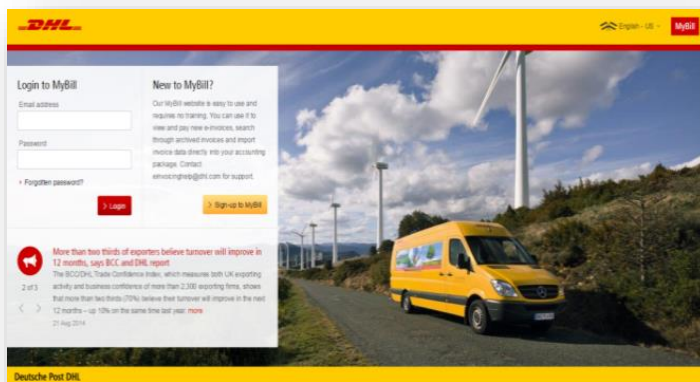 DHL
English - US
MyBill
Login to MyBill
Email address
Password
› Forgotten password?
› Login
New to MyBill?
Our MyBill website is easy to use and
requires no training. You can use it to
view and pay new e-invoices, search
through archived invoices and import
invoice data directly into your accounting
package. Contact
einvoicinghelp@dhl.com for support.
› Sign-up to MyBill
More than two thirds of exporters believe turnover will improve in
12 months, says BCC and DHL report
2 of 3
The BCC/DHL Trade Confidence Index, which measures both UK exporting
activity and business confidence of more than 2,300 exporting firms, shows
that more than two thirds (70%) believe their turnover will improve in the next
12 months – up 10% on the same time last year. more
21 Aug 2014
Deutsche Post DHL